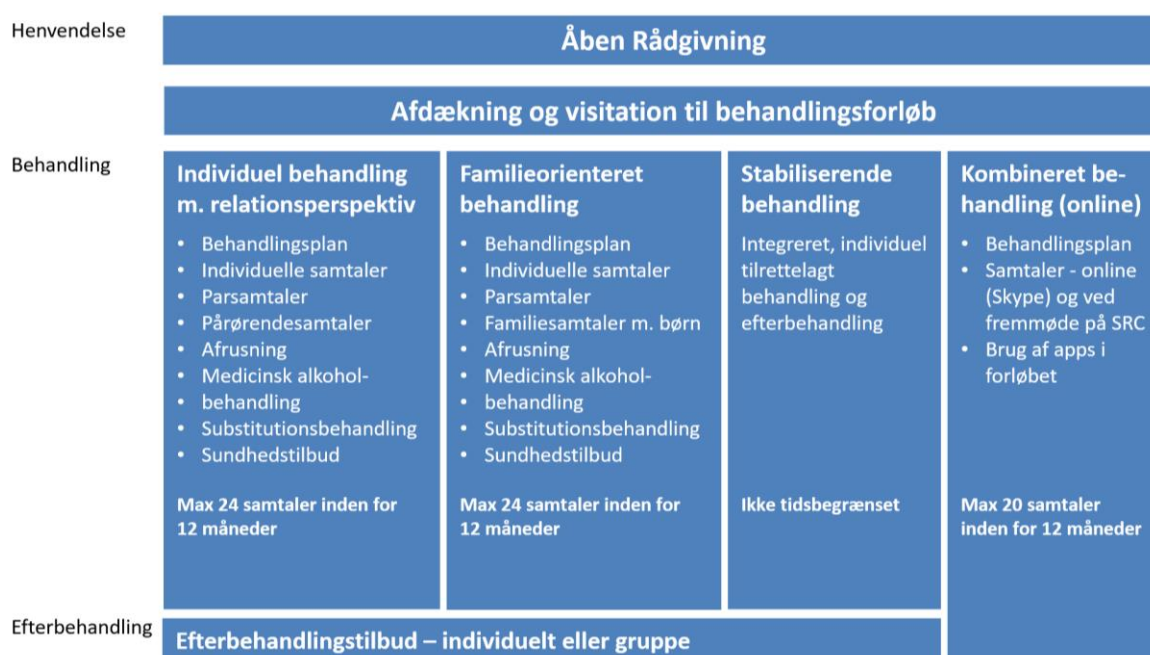 Henvendelse
Åben Rådgivning
Afdækning og visitation til behandlingsforløb
Behandling
Individuel behandling
m. relationsperspektiv
• Behandlingsplan
• Individuelle samtaler
• Parsamtaler
• Pårørendesamtaler
• Afrusning
• Medicinsk alkohol-
• behandling
• Substitutionsbehandling
• Sundhedstilbud
Max 24 samtaler inden for
12 måneder
Familieorienteret
behandling
• Behandlingsplan
• Individuelle samtaler
• Parsamtaler
• Familiesamtaler m. børn
• Afrusning
• Medicinsk alkohol-
• behandling
• Substitutionsbehandling
• Sundhedstilbud
Max 24 samtaler inden for
12 måneder
Stabiliserende
behandling
Integreret, individuel
tilrettelagt
behandling og
efterbehandling
Ikke tidsbegrænset
Kombineret be-
handling (online)
• Behandlingsplan
• Samtaler - online
(Skype) og ved
fremmøde på SRC
• Brug af apps i
forløbet
Max 20 samtaler
inden for 12 måneder
Efterbehandling
Efterbehandlingstilbud – individuelt eller gruppe